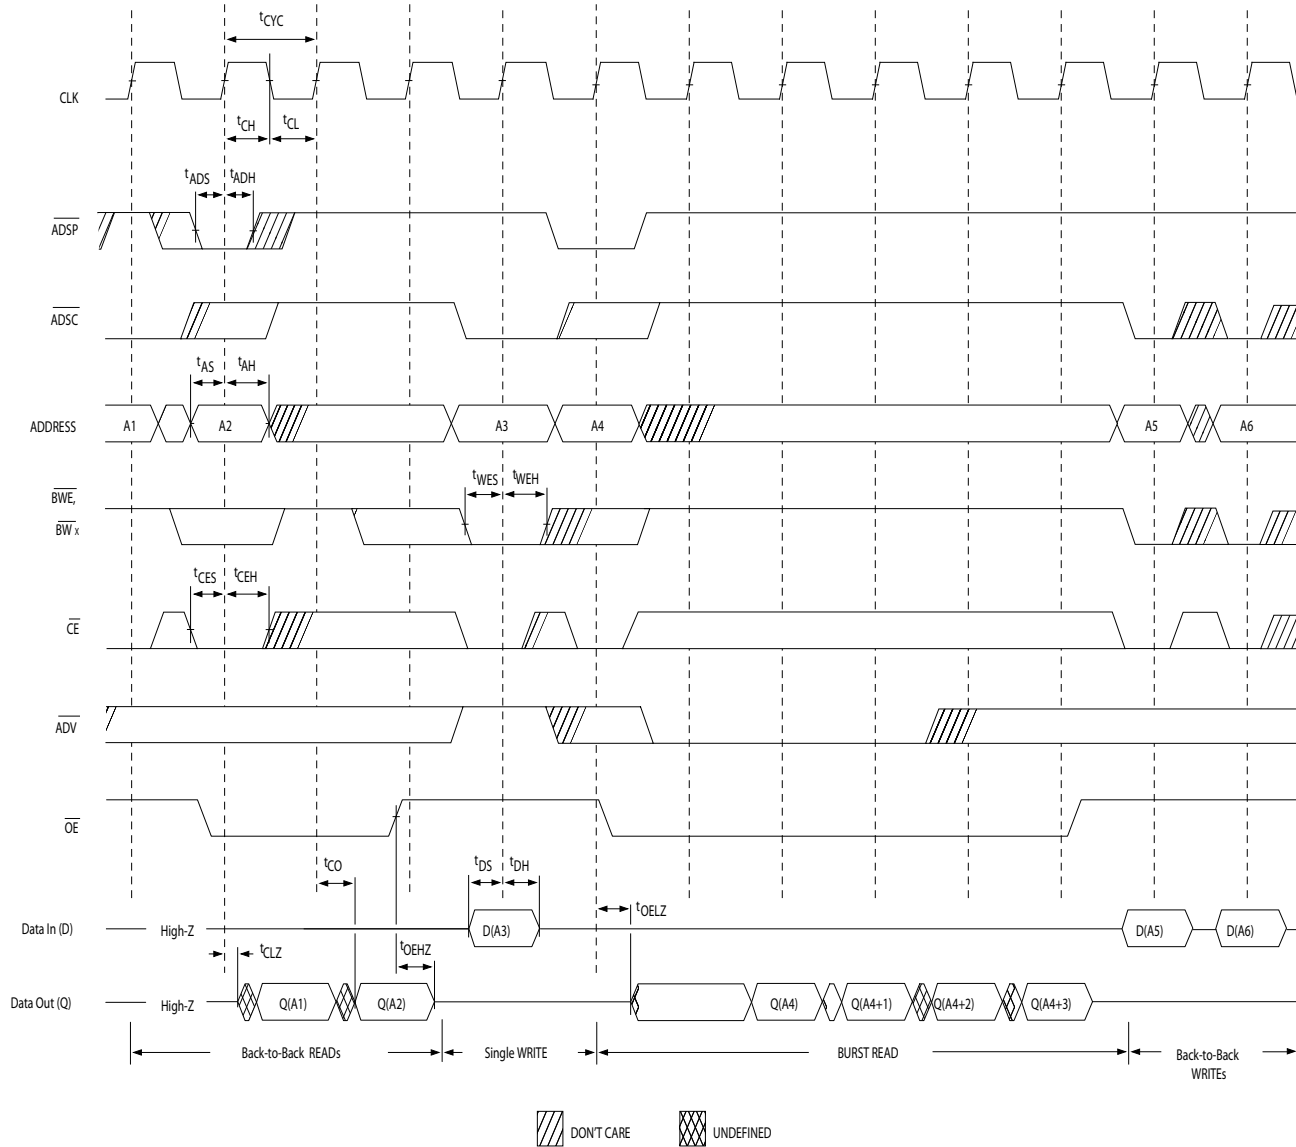 tCYC
CLK
tCH tCL
tADS tADH
ADSP
ADSC
tAS tAH
ADDRESS A1 A2 A3 A4 A5 A6
tWES tWEH
BWE,
BW x
tCES tCEH
CE
ADV
OE
tCO tDS tDH
tOELZ
Data In (D) High-Z D(A3) D(A5) D(A6)
tCLZ tOEHZ
Data Out (Q) High-Z Q(A1) Q(A2) Q(A4) Q(A4+1) Q(A4+2) Q(A4+3)
Back-to-Back READs Single WRITE BURST READ Back-to-Back
WRITEs
DON'T CARE UNDEFINED